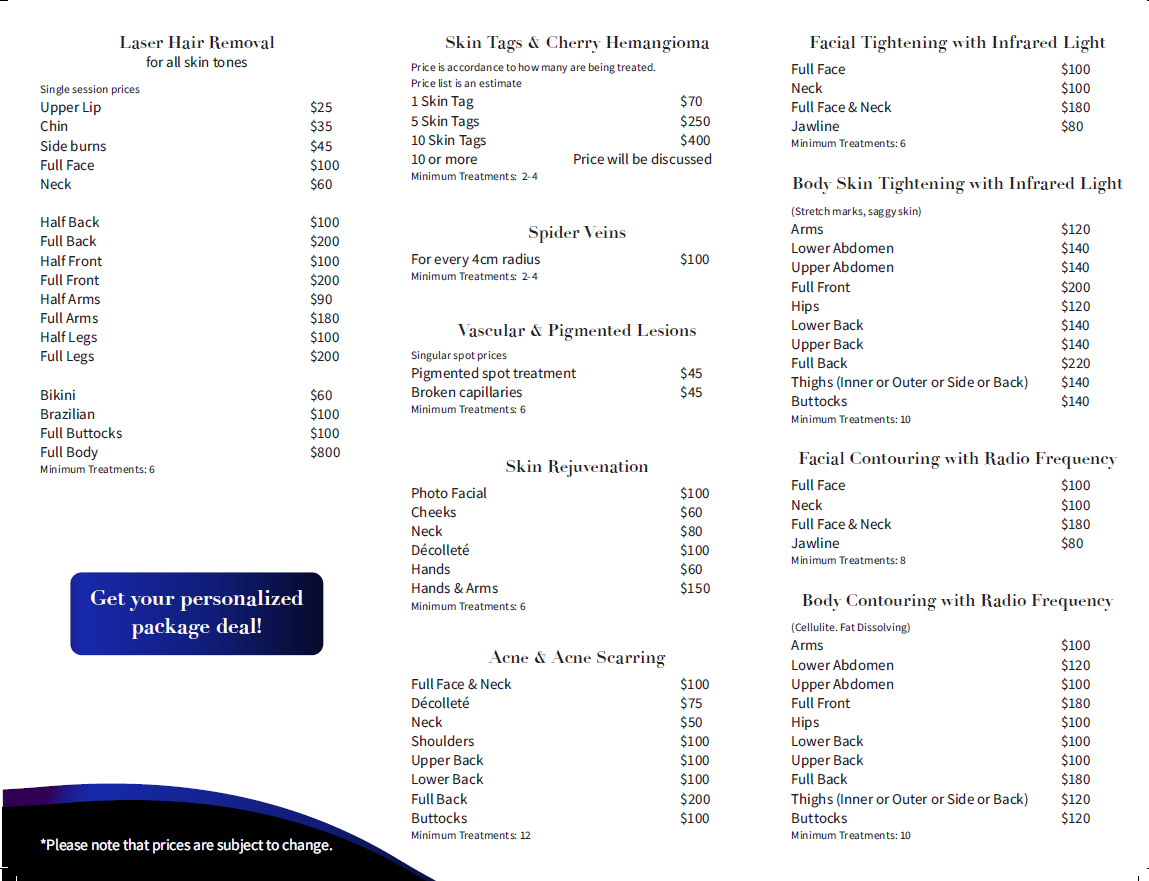 Laser Hair Removal
for all skin tones
Single session prices
Upper Lip $25
Chin $35
Side burns $45
Full Face $100
Neck $60
Half Back $100
Full Back $200
Half Front $100
Full Front $200
Half Arms $90
Full Arms $180
Half Legs $100
Full Legs $200
Bikini $60
Brazilian $100
Full Buttocks $100
Full Body $800
Minimum Treatments: 6
Get your personalized
package deal!
*Please note that prices are subject to change.
Skin Tags & Cherry Hemangioma
Price is accordance to how many are being treated.
Price list is an estimate
1 Skin Tag $70
5 Skin Tags $250
10 Skin Tags $400
10 or more Price will be discussed
Minimum Treatments: 2-4
Spider Veins
For every 4cm radius $100
Minimum Treatments: 2-4
Vascular & Pigmented Lesions
Singular spot prices
Pigmented spot treatment $45
Broken capillaries $45
Minimum Treatments: 6
Skin Rejuvenation
Photo Facial $100
Cheeks $60
Neck $80
Décolleté $100
Hands $60
Hands & Arms $150
Minimum Treatments: 6
Acne & Acne Scarring
Full Face & Neck $100
Décolleté $75
Neck $50
Shoulders $100
Upper Back $100
Lower Back $100
Full Back $200
Buttocks $100
Minimum Treatments: 12
Facial Tightening with Infrared Light
Full Face $100
Neck $100
Full Face & Neck $180
Jawline $80
Minimum Treatments: 6
Body Skin Tightening with Infrared Light
(Stretch marks, saggy skin)
Arms $120
Lower Abdomen $140
Upper Abdomen $140
Full Front $200
Hips $120
Lower Back $140
Upper Back $140
Full Back $220
Thighs (Inner or Outer or Side or Back) $140
Buttocks $140
Minimum Treatments: 10
Facial Contouring with Radio Frequency
Full Face $100
Neck $100
Full Face & Neck $180
Jawline $80
Minimum Treatments: 8
Body Contouring with Radio Frequency
(Cellulite. Fat Dissolving)
Arms $100
Lower Abdomen $120
Upper Abdomen $100
Full Front $180
Hips $100
Lower Back $100
Upper Back $100
Full Back $180
Thighs (Inner or Outer or Side or Back) $120
Buttocks $120
Minimum Treatments: 10